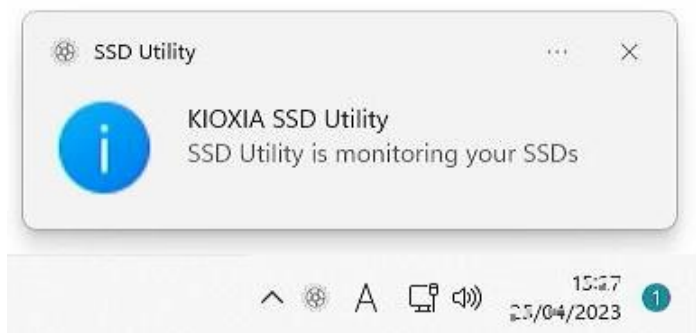 SSD Utility
KIOXIA SSD Utility
SSD Utility is monitoring your SSDs
A
1